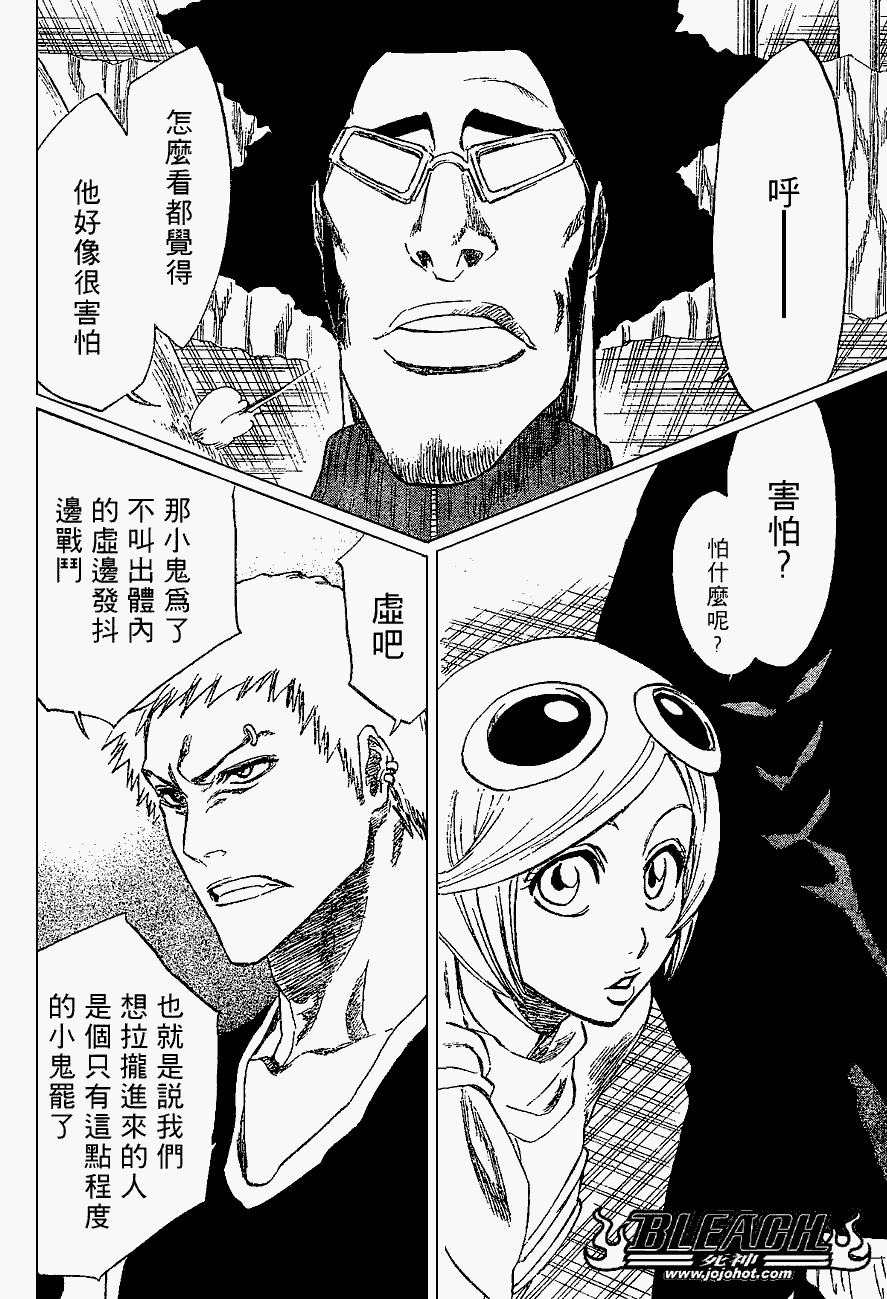 呼——
怎麼看都覺得
他好像很害怕
害怕?
怕什麼呢?
虛吧
那小鬼為了
不叫出體內
的虛邊發抖
邊戰鬥
也就是說我們
想拉攏進來的人
是個只有這點程度
的小鬼罷了
BLEACH
死神
www.jojohot.com